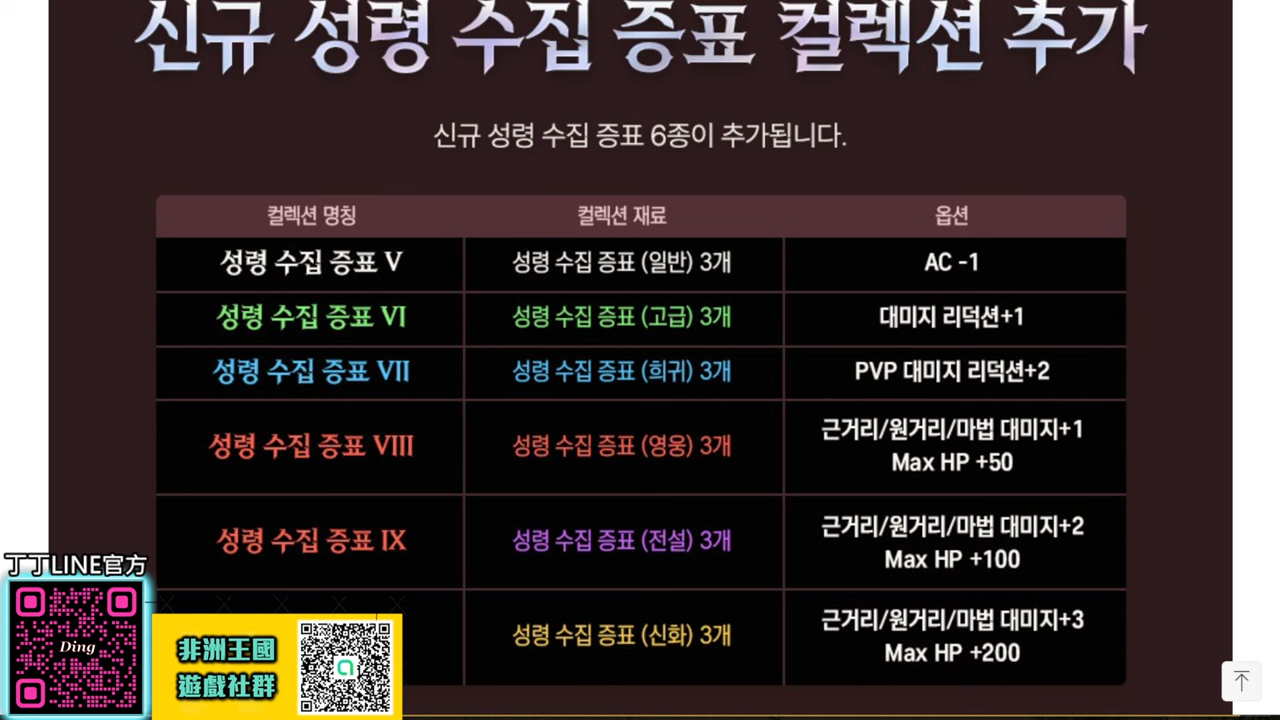 신규 성령 수집 증표 컬렉션 추가
신규 성령 수집 증표 6종이 추가됩니다.
컬렉션 명칭 컬렉션 재료 옵션
성령 수집 증표 V 성령 수집 증표 (일반) 3개 AC -1
성령 수집 증표 VI 성령 수집 증표 (고급) 3개 대미지 리덕션+1
성령 수집 증표 VII 성령 수집 증표 (희귀) 3개 PVP 대미지 리덕션+2
성령 수집 증표 VIII 성령 수집 증표 (영웅) 3개 근거리/원거리/마법 대미지+1
Max HP +50
성령 수집 증표 IX 성령 수집 증표 (전설) 3개 근거리/원거리/마법 대미지+2
Max HP +100
성령 수집 증표 (신화) 3개 근거리/원거리/마법 대미지+3
Max HP +200
丁丁LINE官方
Ding
非洲王國
遊戲社群